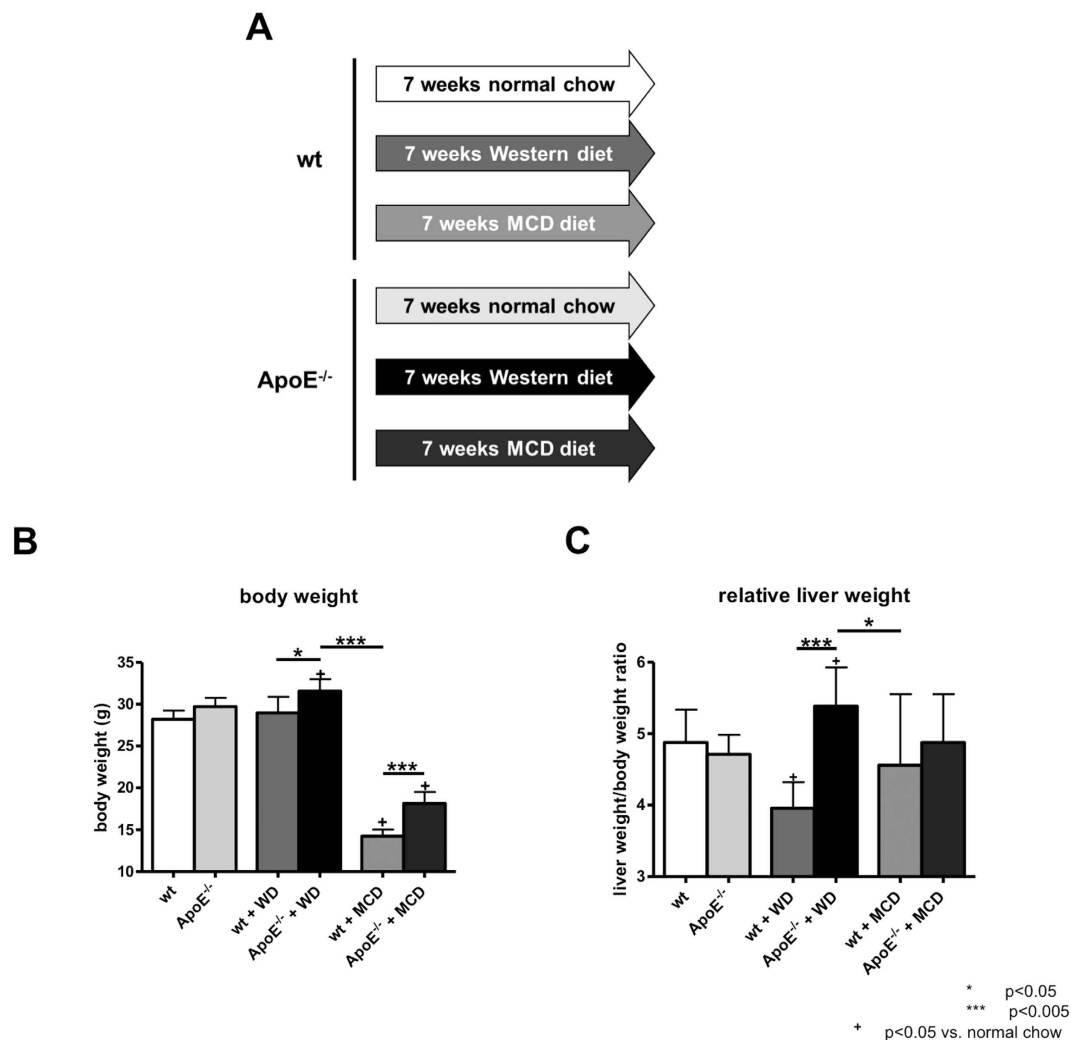 A
wt
7 weeks normal chow
7 weeks Western diet
7 weeks MCD diet
ApoE-/-
7 weeks normal chow
7 weeks Western diet
7 weeks MCD diet
B
body weight
body weight (g)
35
30
25
20
15
10
*
***
***
+
+
+
wt
ApoE-/-
wt + WD
ApoE-/- + WD
wt + MCD
ApoE-/- + MCD
C
relative liver weight
liver weight/body weight ratio
6
5
4
3
***
*
+
+
wt
ApoE-/-
wt + WD
ApoE-/- + WD
wt + MCD
ApoE-/- + MCD
* p<0.05
*** p<0.005
+ p<0.05 vs. normal chow